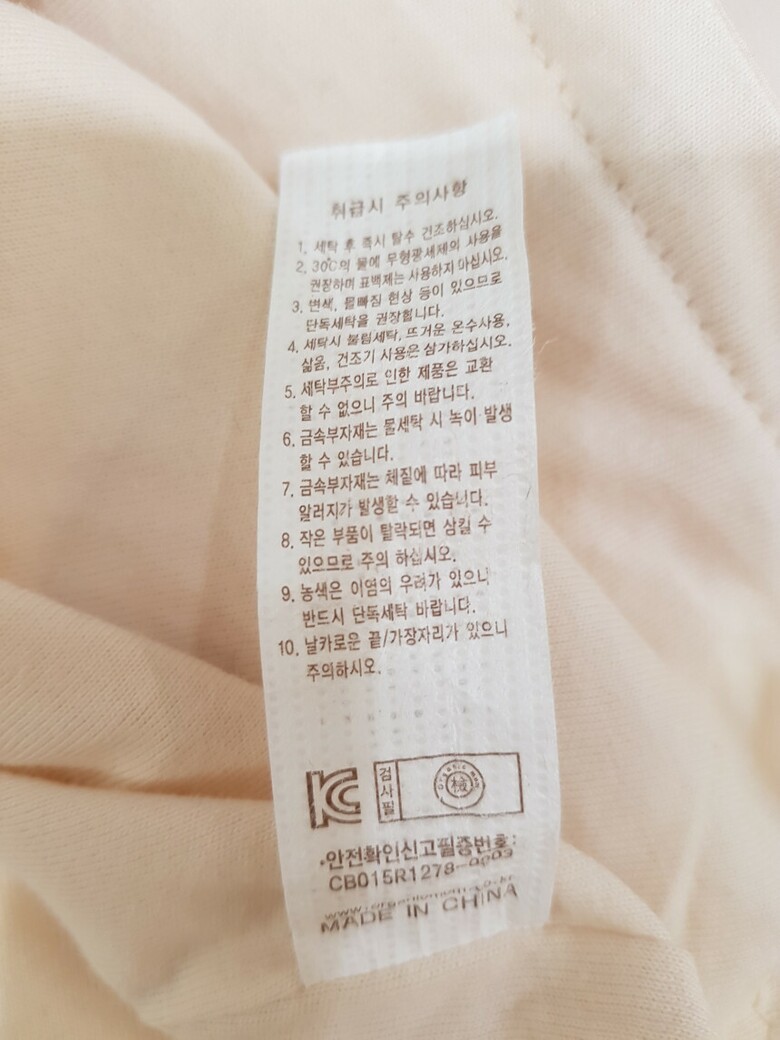 취급시 주의사항
1. 세탁 후 즉시 탈수 건조하십시오.
2. 30℃의 물에 무형광세제의 사용을
권장하며 표백제는 사용하지 마십시오.
3. 변색, 물빠짐 현상 등이 있으므로
단독세탁을 권장합니다.
4. 세탁시 불림세탁, 뜨거운 온수사용,
삶음, 건조기 사용은 삼가하십시오.
5. 세탁부주의로 인한 제품은 교환
할 수 없으니 주의 바랍니다.
6. 금속부자재는 물세탁 시 녹이 발생
할 수 있습니다.
7. 금속부자재는 체질에 따라 피부
알러지가 발생할 수 있습니다.
8. 작은 부품이 탈락되면 삼킬 수
있으므로 주의 하십시오.
9. 농색은 이염의 우려가 있으니
반드시 단독세탁 바랍니다.
10. 날카로운 끝/가장자리가 있으니
주의하시오.
KC
검사필
Organic mom
•안전확인신고필증번호:
CB015R1278-
www.organicmom.co.kr
MADE IN CHINA